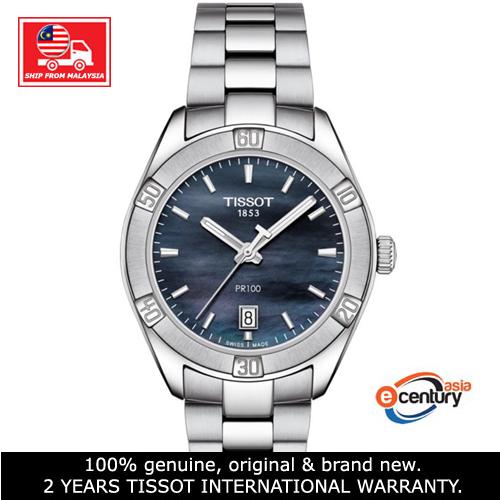 SHIP FROM MALAYSIA
60
50
10
TISSOT
1853
PR100
8
SWISS MADE
40
20
30
asia
ecentury
100% genuine, original & brand new.
2 YEARS TISSOT INTERNATIONAL WARRANTY.